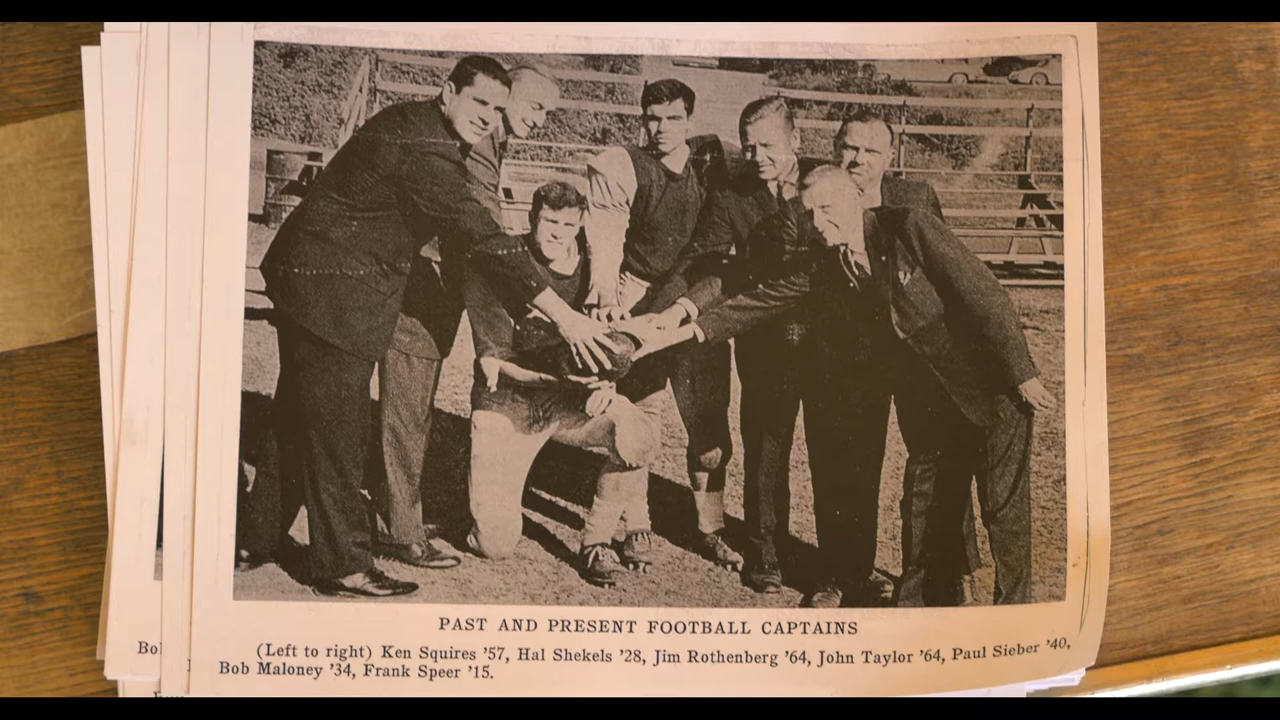 PAST AND PRESENT FOOTBALL CAPTAINS
(Left to right) Ken Squires '57, Hal Shekels '28, Jim Rothenberg '64, John Taylor '64, Paul Sieber '40,
Bob Maloney '34, Frank Speer '15.